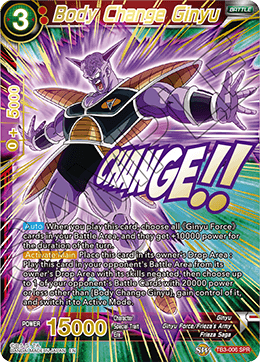 3
Body Change Ginyu
BATTLE
0 + 5000
CHANGE!!
Auto When you play this card, choose all 《Ginyu Force》
cards in your Battle Area, and they get +10000 power for
the duration of the turn.
Activate: Main Place this card in its owner's Drop Area :
Play this card in your opponent's Battle Area from its
owner's Drop Area with its skills negated, then choose up
to 1 of your opponent's Battle Cards with 20000 power
or less other than {Body Change Ginyu}, gain control of it,
and switch it to Active Mode.
POWER 15000
Character Ginyu
Special Trait Ginyu Force/Frieza's Army
Era Frieza Saga
TB3-006 SPR